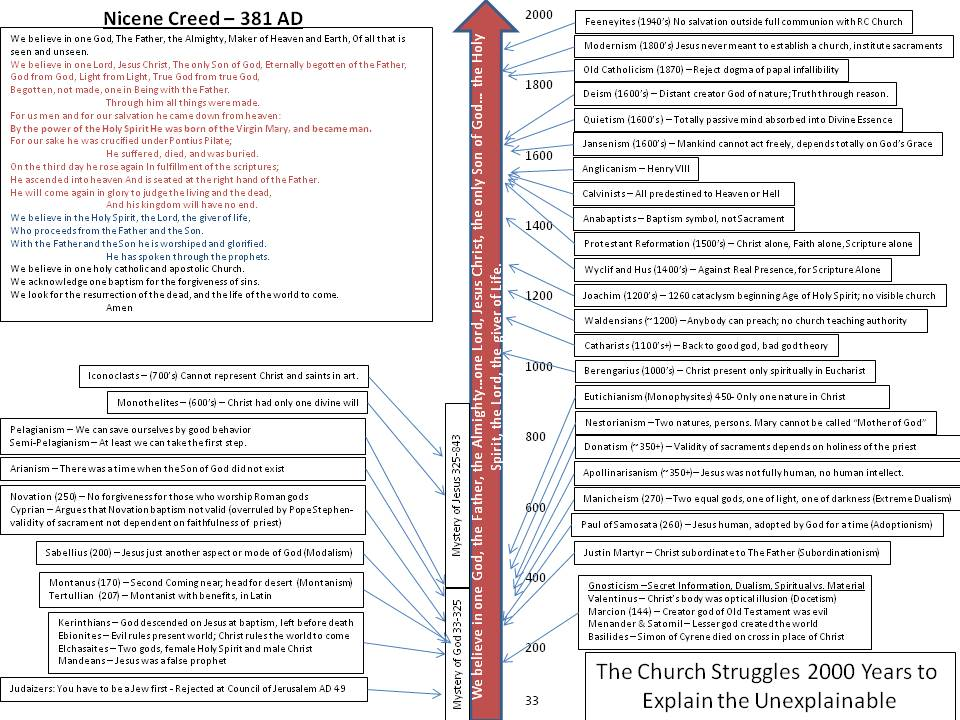 Nicene Creed – 381 AD
We believe in one God, The Father, the Almighty, Maker of Heaven and Earth, Of all that is
seen and unseen.
We believe in one Lord, Jesus Christ, The only Son of God, Eternally begotten of the Father,
God from God, Light from Light, True God from true God,
Begotten, not made, one in Being with the Father.
Through him all things were made.
For us men and for our salvation he came down from heaven:
By the power of the Holy Spirit He was born of the Virgin Mary, and became man.
For our sake he was crucified under Pontius Pilate;
He suffered, died, and was buried.
On the third day he rose again In fulfillment of the scriptures;
He ascended into heaven And is seated at the right hand of the Father.
He will come again in glory to judge the living and the dead,
And his kingdom will have no end.
We believe in the Holy Spirit, the Lord, the giver of life,
Who proceeds from the Father and the Son.
With the Father and the Son he is worshiped and glorified.
He has spoken through the prophets.
We believe in one holy catholic and apostolic Church.
We acknowledge one baptism for the forgiveness of sins.
We look for the resurrection of the dead, and the life of the world to come.
Amen
Iconoclasts – (700's) Cannot represent Christ and saints in art.
Monothelites – (600's) – Christ had only one divine will
Pelagianism – We can save ourselves by good behavior
Semi-Pelagianism – At least we can take the first step.
Arianism – There was a time when the Son of God did not exist
Novation (250) – No forgiveness for those who worship Roman gods
Cyprian – Argues that Novation baptism not valid (overruled by Pope Stephen-
validity of sacrament not dependent on faithfulness of priest)
Sabellius (200) – Jesus just another aspect or mode of God (Modalism)
Montanus (170) – Second Coming near; head for desert (Montanism)
Tertullian (207) – Montanist with benefits, in Latin
Kerinthians – God descended on Jesus at baptism, left before death
Ebionites – Evil rules present world; Christ rules the world to come
Elchasaites – Two gods, female Holy Spirit and male Christ
Mandeans – Jesus was a false prophet
Judaizers: You have to be a Jew first - Rejected at Council of Jerusalem AD 49
Mystery of Jesus 325-843
Mystery of God 33-325
We believe in one God, the Father, the Almighty...one Lord, Jesus Christ, the only Son of God... the Holy
Spirit, the Lord, the giver of Life.
2000
1800
1600
1400
1200
1000
800
600
400
200
33
Feeneyites (1940's) No salvation outside full communion with RC Church
Modernism (1800's) Jesus never meant to establish a church, institute sacraments
Old Catholicism (1870) – Reject dogma of papal infallibility
Deism (1600's) – Distant creator God of nature; Truth through reason.
Quietism (1600's) – Totally passive mind absorbed into Divine Essence
Jansenism (1600's) – Mankind cannot act freely, depends totally on God's Grace
Anglicanism – Henry VIII
Calvinists – All predestined to Heaven or Hell
Anabaptists – Baptism symbol, not Sacrament
Protestant Reformation (1500's) – Christ alone, Faith alone, Scripture alone
Wyclif and Hus (1400's) – Against Real Presence, for Scripture Alone
Joachim (1200's) – 1260 cataclysm beginning Age of Holy Spirit; no visible church
Waldensians (~1200) – Anybody can preach; no church teaching authority
Catharists (1100's+) – Back to good god, bad god theory
Berengarius (1000's) – Christ present only spiritually in Eucharist
Eutichianism (Monophysites) 450- Only one nature in Christ
Nestorianism – Two natures, persons. Mary cannot be called "Mother of God"
Donatism (~350+) – Validity of sacraments depends on holiness of the priest
Apollinarisanism (~350+)– Jesus was not fully human, no human intellect.
Manicheism (270) –Two equal gods, one of light, one of darkness (Extreme Dualism)
Paul of Samosata (260) – Jesus human, adopted by God for a time (Adoptionism)
Justin Martyr – Christ subordinate to The Father (Subordinationism)
Gnosticism –Secret Information, Dualism, Spiritual vs. Material
Valentinus – Christ's body was optical illusion (Docetism)
Marcion (144) – Creator god of Old Testament was evil
Menander & Satornil – Lesser god created the world
Basilides – Simon of Cyrene died on cross in place of Christ
The Church Struggles 2000 Years to
Explain the Unexplainable